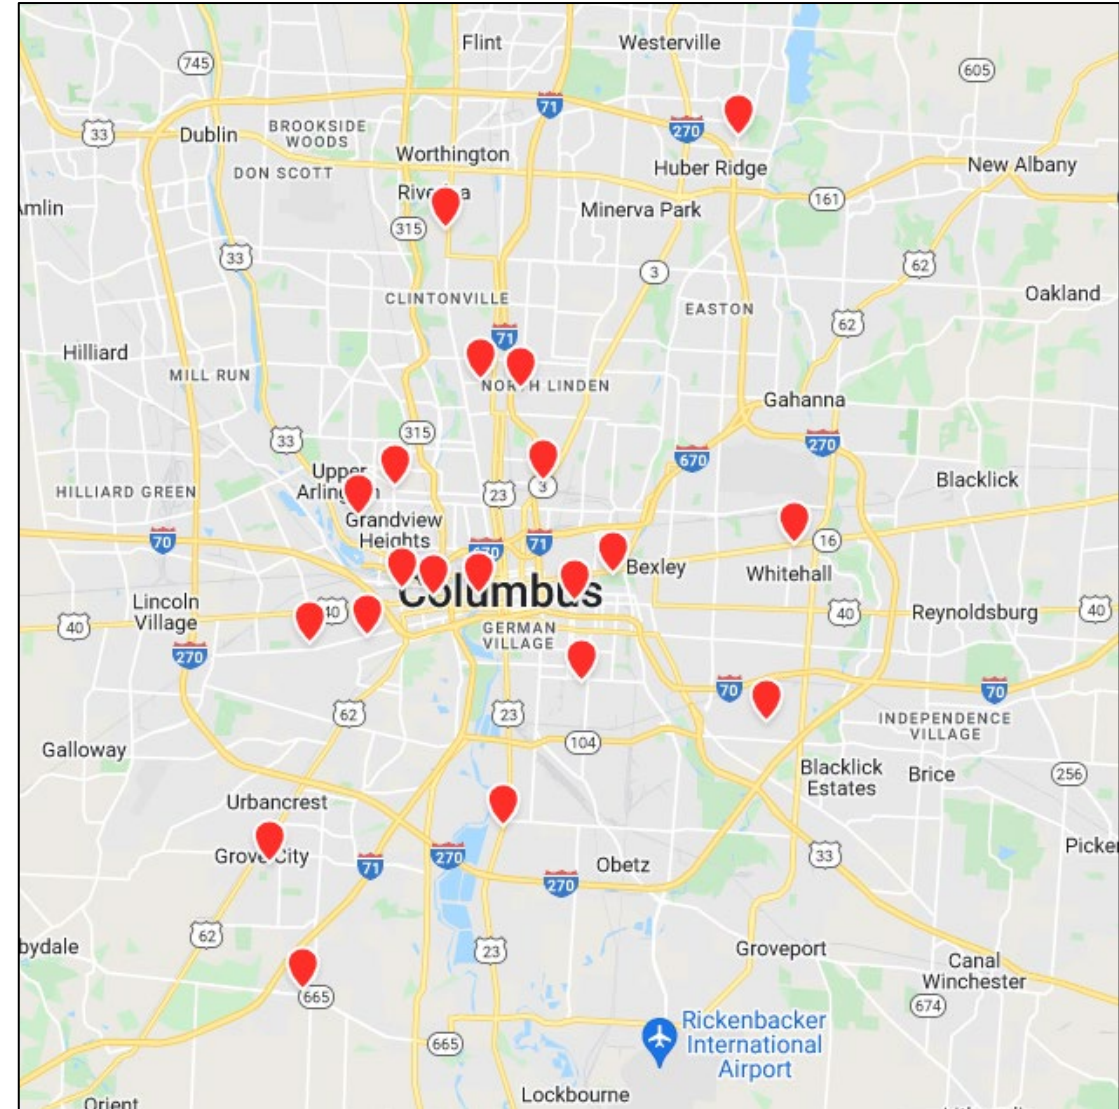 Flint
Westerville
745
605
71
33
270
Dublin
BROOKSIDE
WOODS
Worthington
Huber Ridge
New Albany
DON SCOTT
161
Minerva Park
315
33
62
3
Oakland
CLINTONVILLE
EASTON
62
71
Hilliard
MILL RUN
NORTH LINDEN
Gahanna
315
33
270
670
Upper
Arlington
HILLIARD GREEN
23
3
Blacklick
Grandview
Heights
70
71
16
670
Bexley
Whitehall
Columbus
Lincoln
Village
40
40
40
Reynoldsburg
40
GERMAN
VILLAGE
270
70
70
62
23
INDEPENDENCE
VILLAGE
104
Galloway
Blacklick
Estates
Brice
256
Urbancrest
Grove City
71
270
Obetz
33
270
62
23
Groveport
Canal
Winchester
665
674
Rickenbacker
International
Airport
665
Lockbourne
Orient